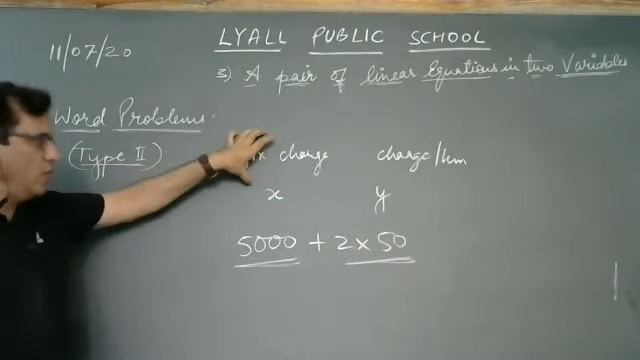 11/07/20
LYALL PUBLIC SCHOOL
3) A pair of linear Equations in two Variables
Word Problems.
(Type II)
charge charge/km
x y
5000 + 2 x 50